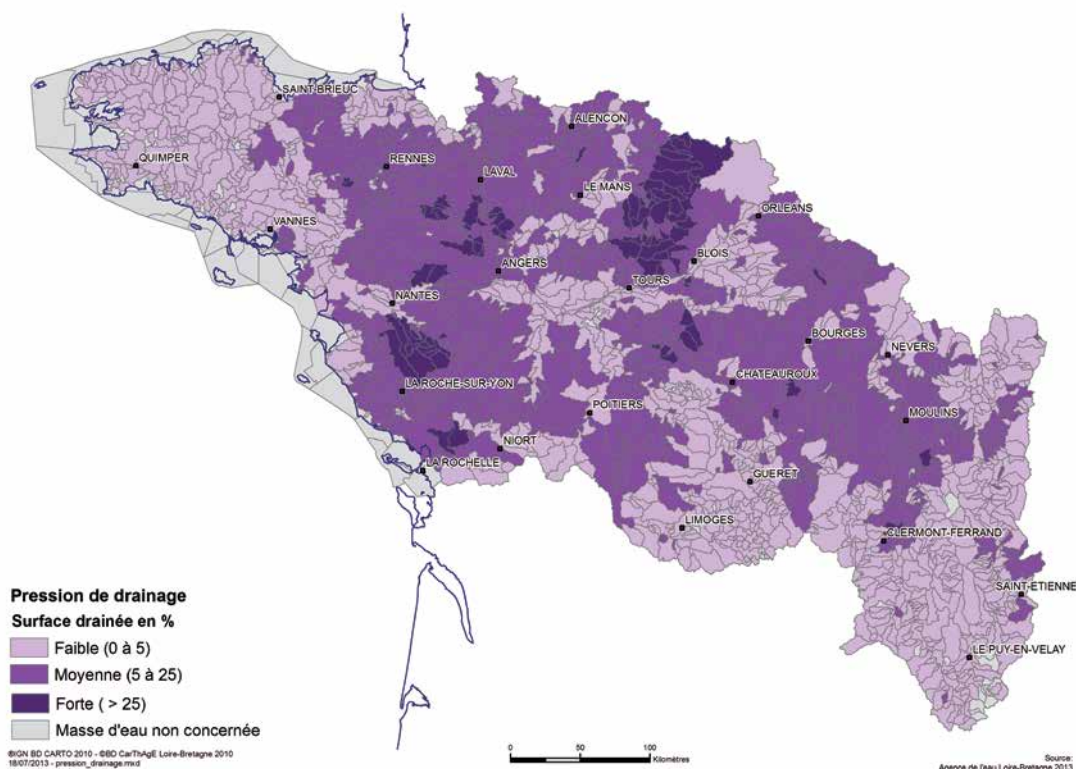 SAINT-BRIEUC
ALENCON
QUIMPER
RENNES
LAVAL
LE MANS
ORLEANS
VANNES
BLOIS
ANGERS
TOURS
NANTES
BOURGES
NEVERS
CHATEAUROUX
LA ROCHE-SUR-YON
POITIERS
MOULINS
NIORT
LA ROCHELLE
GUERET
LIMOGES
CLERMONT-FERRAND
SAINT-ETIENNE
LE PUY-EN-VELAY
Pression de drainage
Surface drainée en %
Faible (0 à 5)
Moyenne (5 à 25)
Forte ( > 25)
Masse d'eau non concernée
®IGN BD CARTO 2010 - ©BD CarThAgE Loire-Bretagne 2010
18/07/2013 - pression_drainage.mxd
0 50 100
Kilomètres
Source:
Agence de l'eau Loire-Bretagne 2013